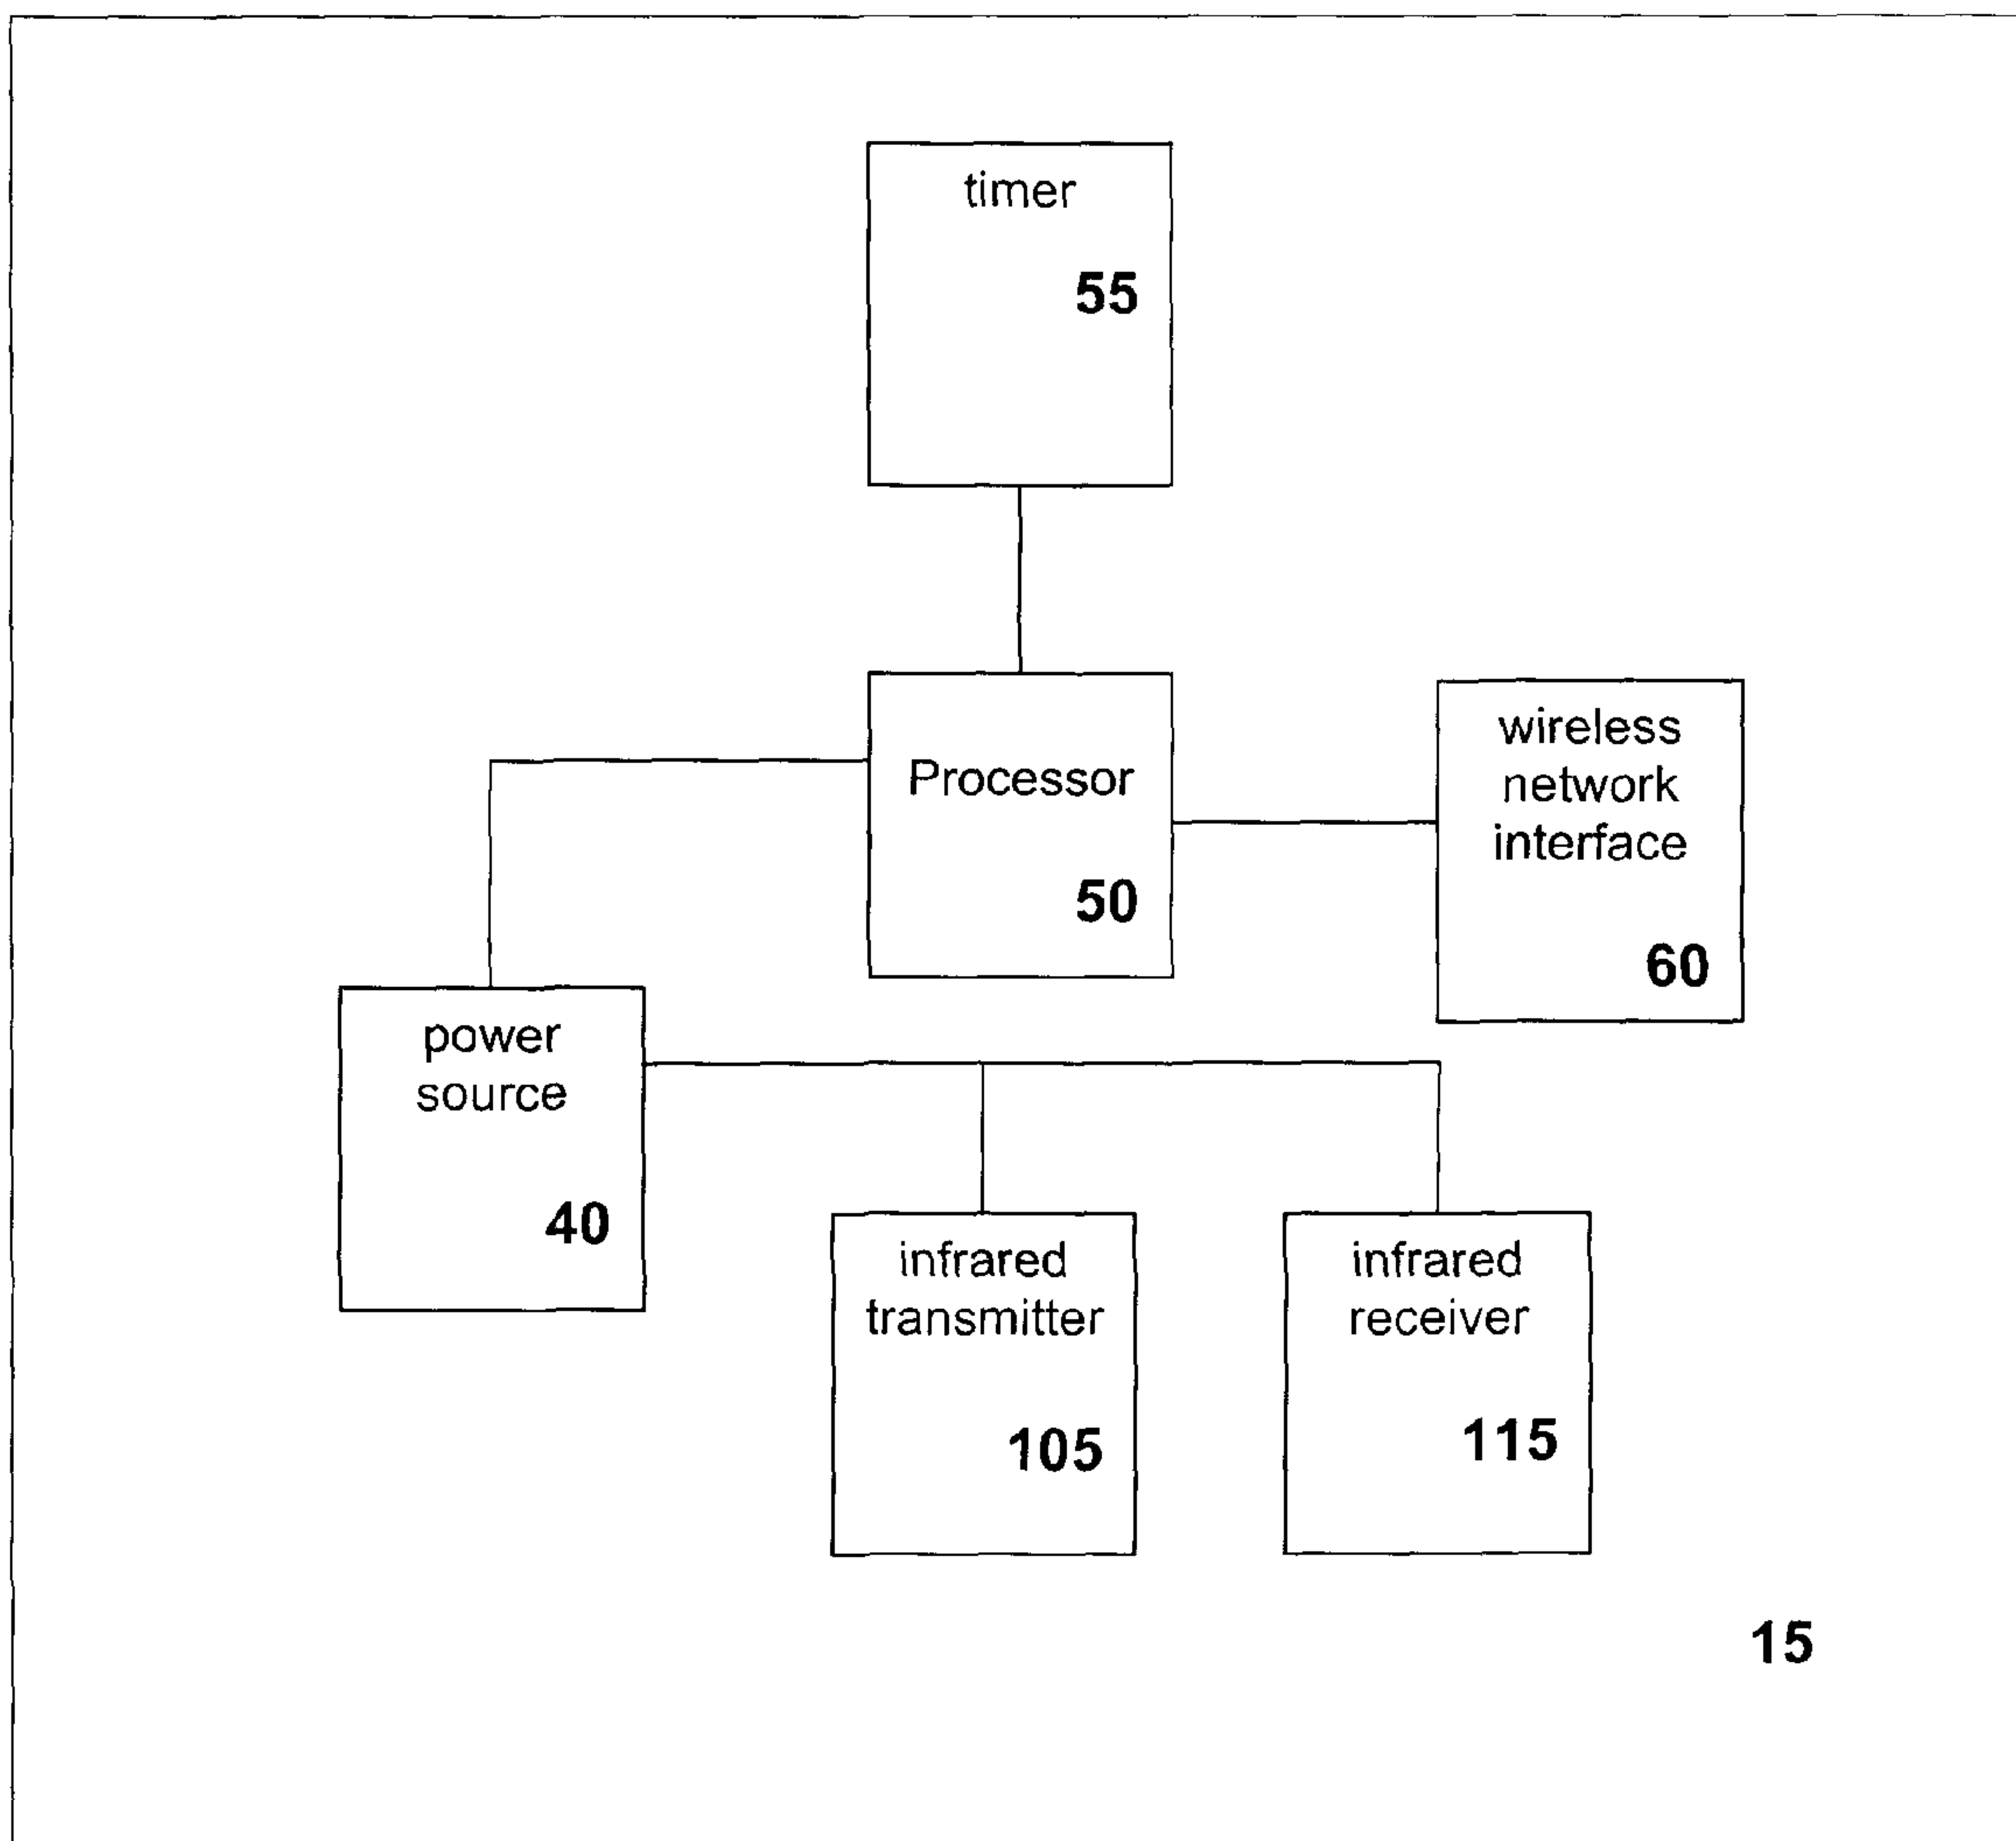 timer
55
Processor
50
wireless
network
interface
60
power
source
40
infrared
transmitter
105
infrared
receiver
115
15